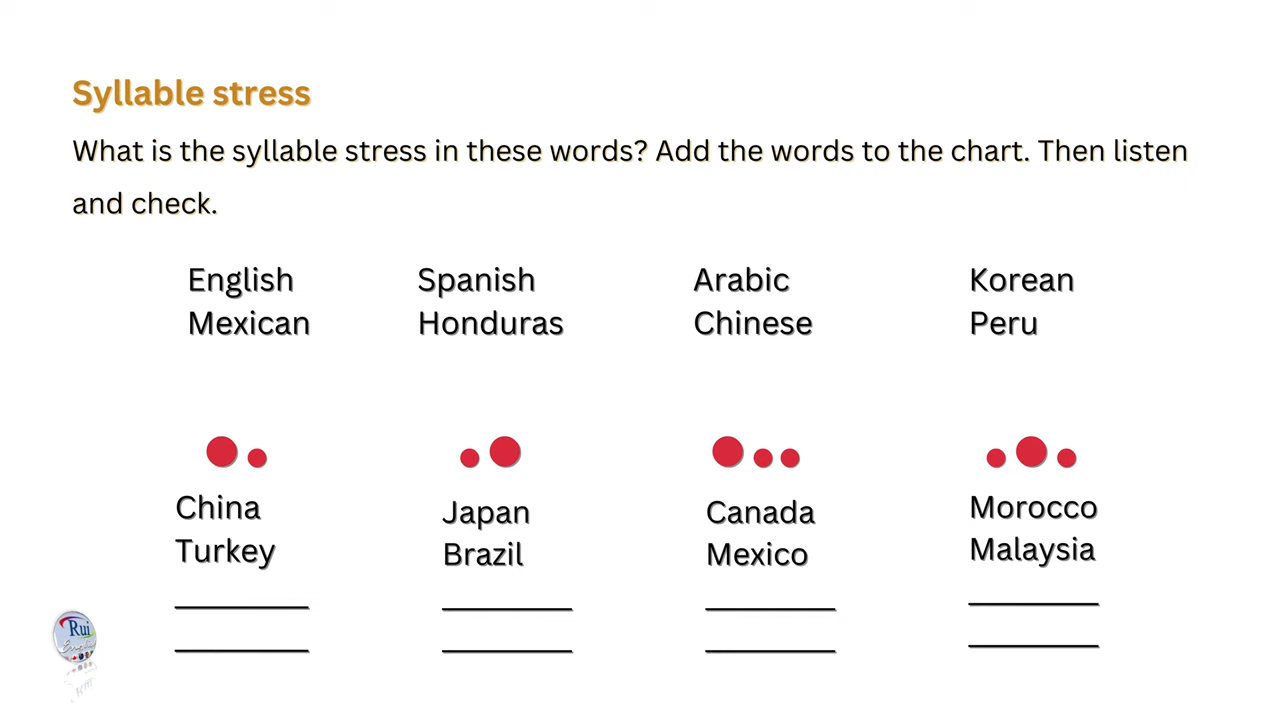 Syllable stress
What is the syllable stress in these words? Add the words to the chart. Then listen
and check.
English Spanish Arabic Korean
Mexican Honduras Chinese Peru
China Japan Canada Morocco
Turkey Brazil Mexico Malaysia
Rui